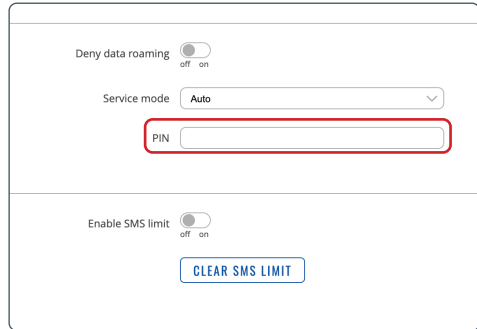 Deny data roaming
off on
Service mode Auto
PIN
Enable SMS limit
off on
CLEAR SMS LIMIT